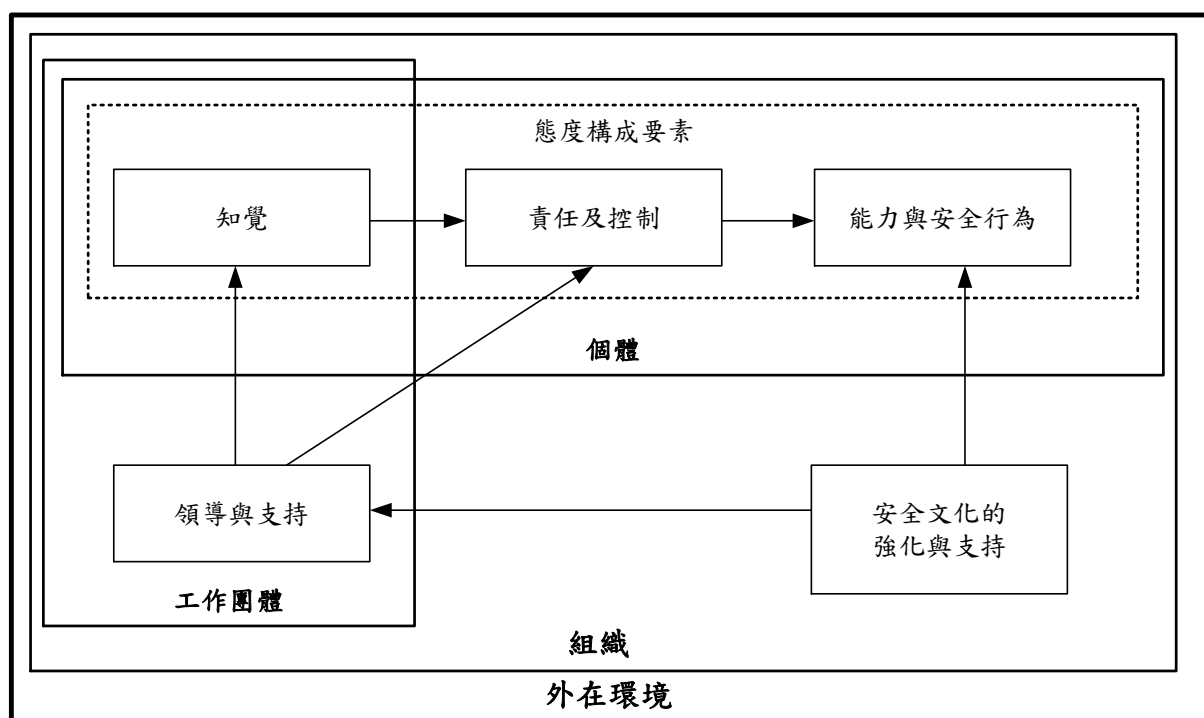 態度構成要素
知覺
責任及控制
能力與安全行為
個體
領導與支持
安全文化的
強化與支持
工作團體
組織
外在環境